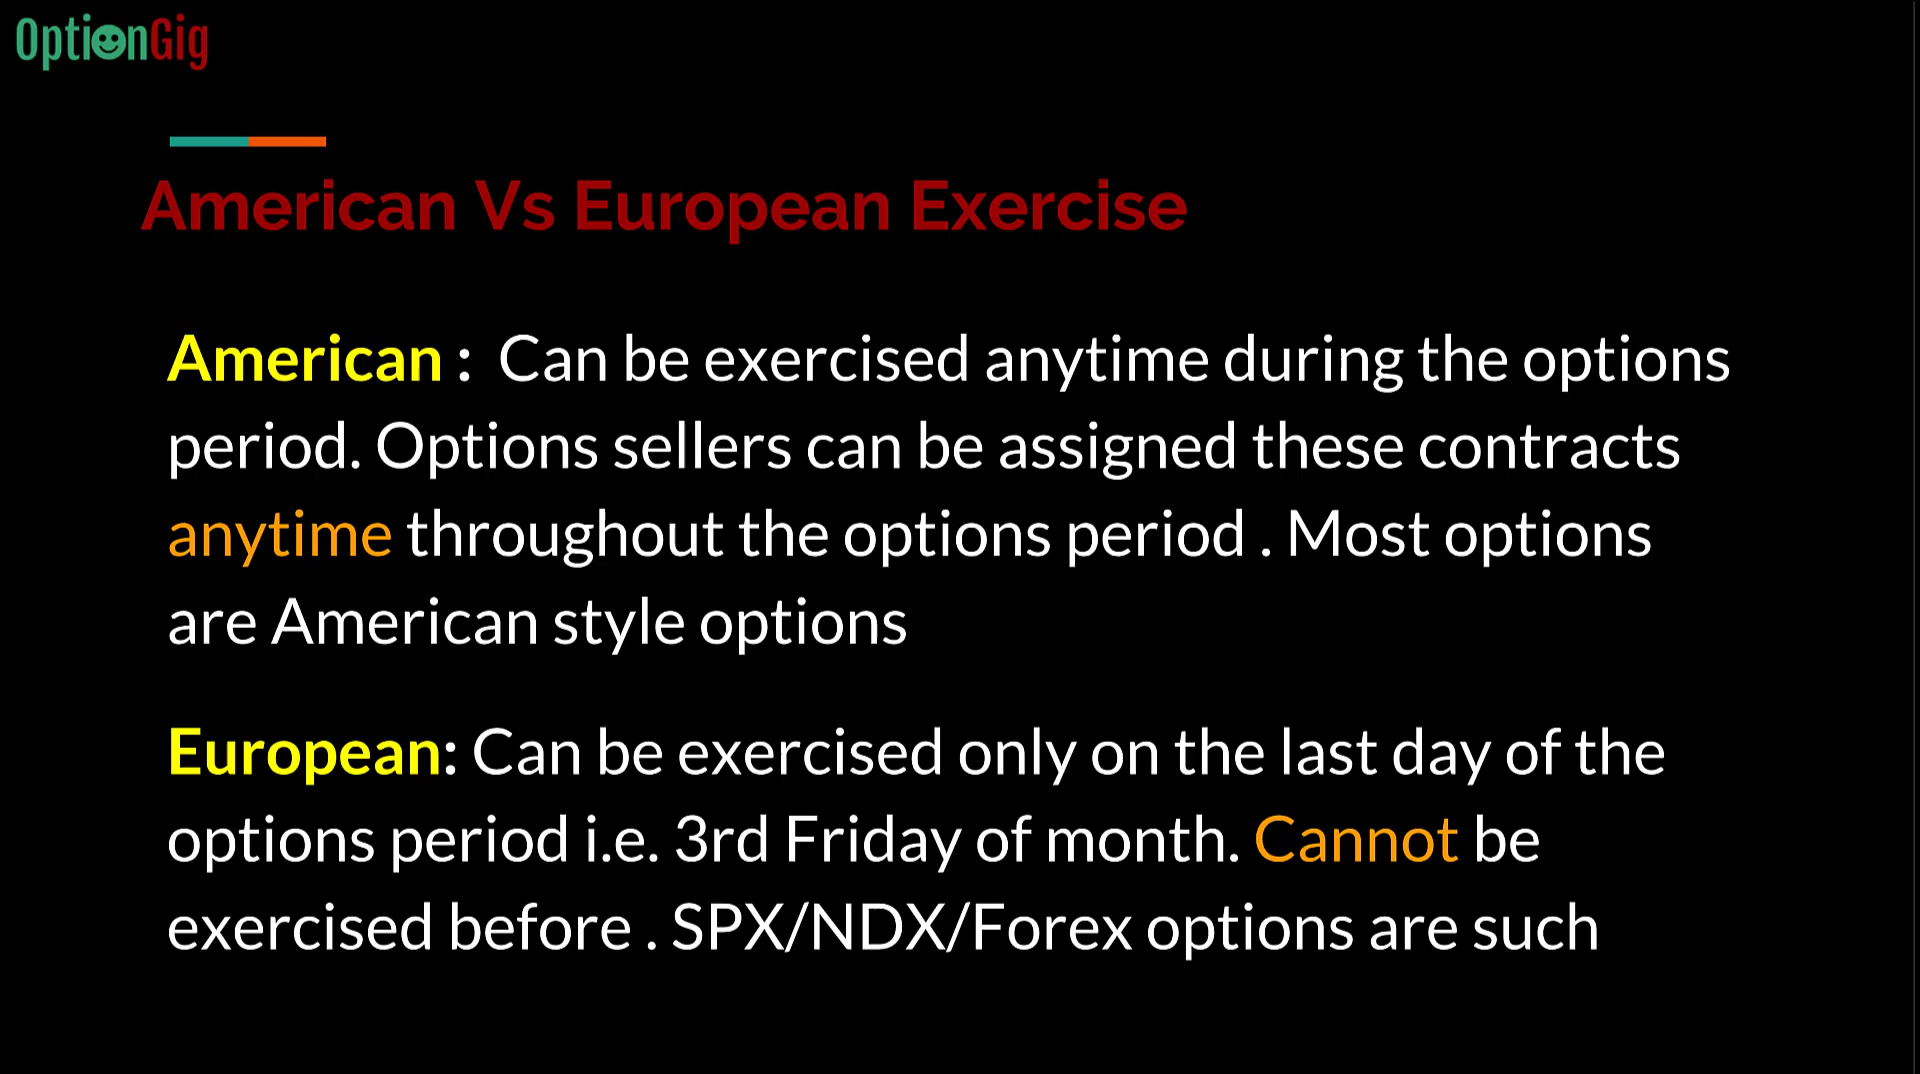 OptionGig
American Vs European Exercise
American : Can be exercised anytime during the options
period. Options sellers can be assigned these contracts
anytime throughout the options period . Most options
are American style options
European: Can be exercised only on the last day of the
options period i.e. 3rd Friday of month. Cannot be
exercised before . SPX/NDX/Forex options are such